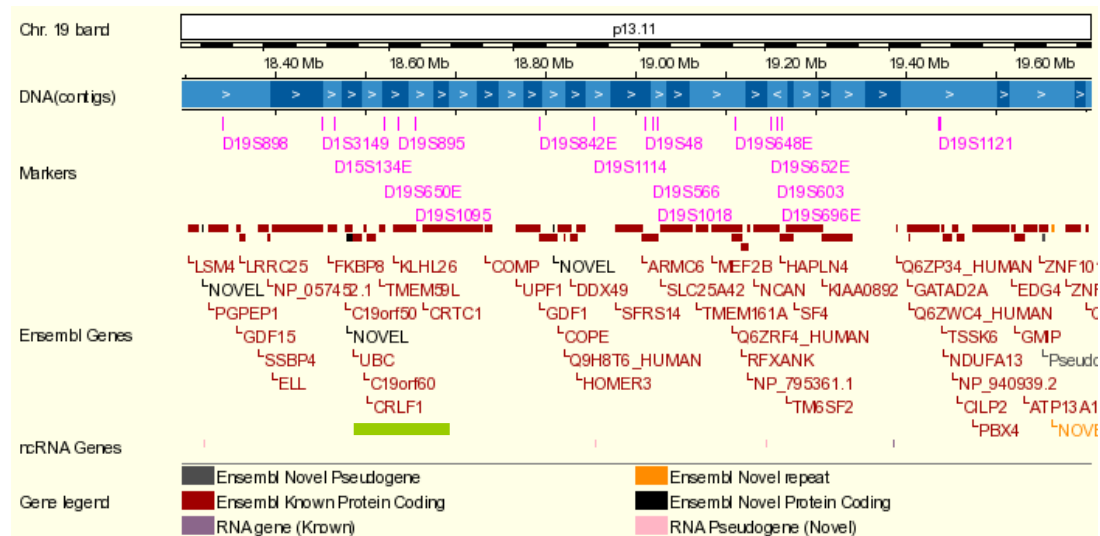 Chr. 19 band p13.11
18.40 Mb 18.60 Mb 18.80 Mb 19.00 Mb 19.20 Mb 19.40 Mb 19.60 Mb
DNA(contigs) > > > > > > > > > > > > > > > > > > > < > > > > > > >
D19S898 D1S3149 D19S895 D19S842E D19S48 D19S648E D19S1121
Markers D15S134E D19S1114 D19S652E
D19S650E D19S566 D19S603
D19S1095 D19S1018 D19S696E
LSM4 LRRC25 FKBP8 KLHL26 COMP NOVEL ARMC6 MEF2B HAPLN4 Q6ZP34_HUMAN ZNF101
NOVEL NP_057452.1 TMEM59L UPF1 DDX49 SLC25A42 NCAN KIAA0892 GATAD2A EDG4 ZNF
PGPEP1 C19orf50 CRTC1 GDF1 SFRS14 TMEM161A SF4 Q6ZWC4_HUMAN
Ensembl Genes GDF15 NOVEL COPE Q6ZRF4_HUMAN TSSK6 GMIP
SSBP4 UBC Q9H8T6_HUMAN RFXANK NDUFA13 Pseudo
ELL C19orf60 HOMER3 NP_795361.1 NP_940939.2
CRLF1 TM6SF2 CILP2 ATP13A1
PBX4 NOVE
ncRNA Genes
Ensembl Novel Pseudogene Ensembl Novel repeat
Gene legend Ensembl Known Protein Coding Ensembl Novel Protein Coding
RNA gene (Known) RNA Pseudogene (Novel)